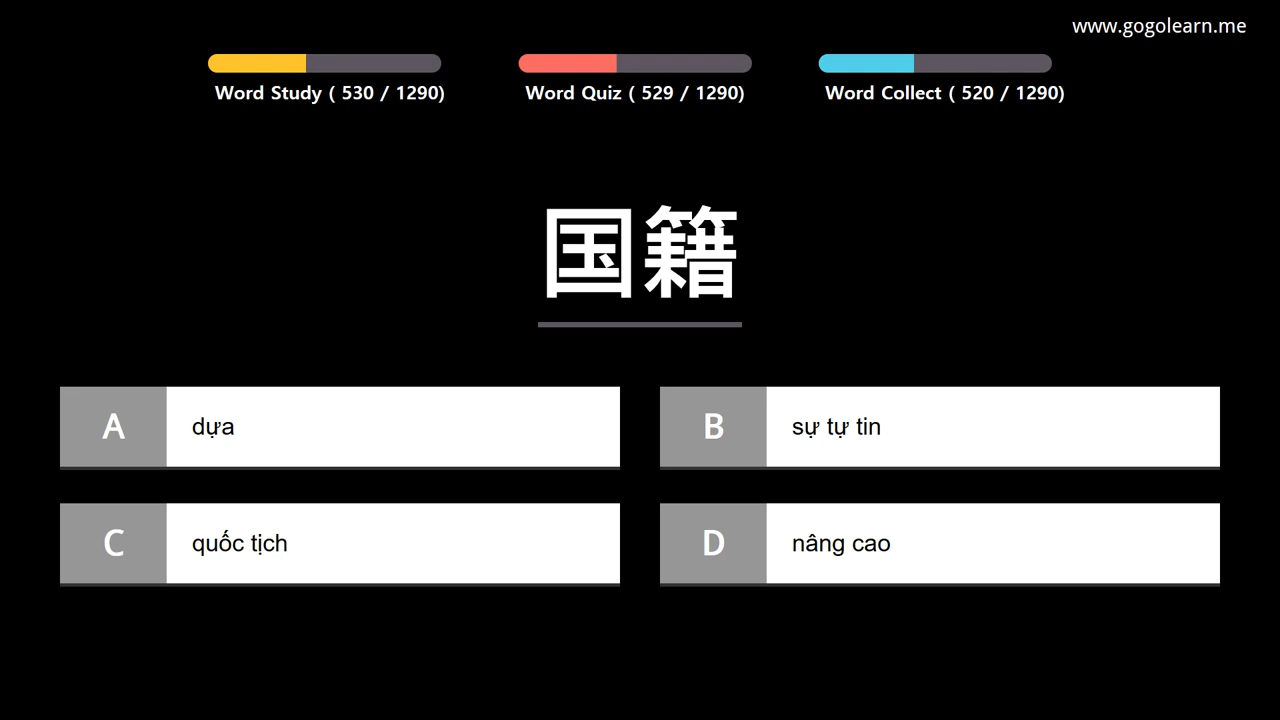 www.gogolearn.me
Word Study ( 530 / 1290)
Word Quiz ( 529 / 1290)
Word Collect ( 520 / 1290)
国籍
A dựa
B sự tự tin
C quốc tịch
D nâng cao